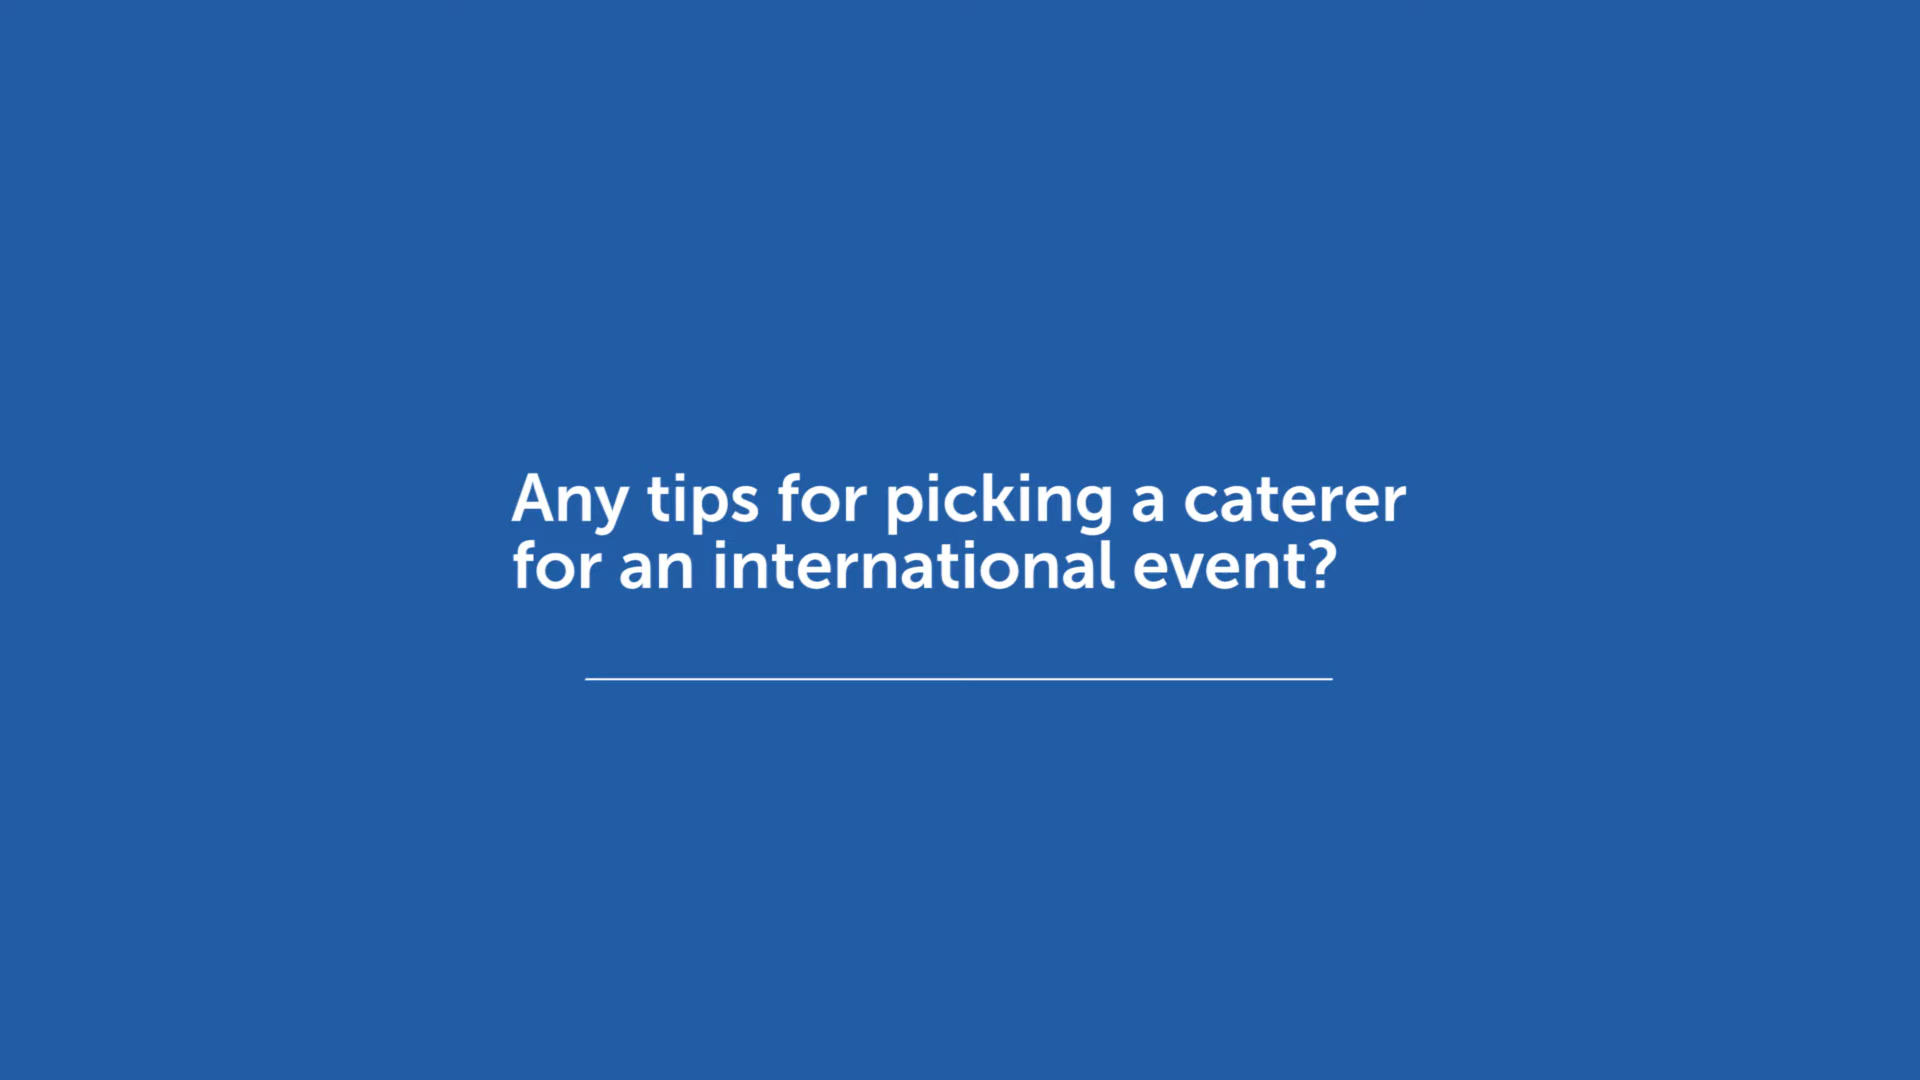 Any tips for picking a caterer
for an international event?